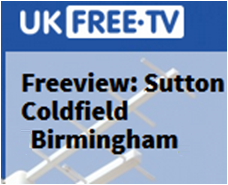 UK FREE·TV
Freeview: Sutton
Coldfield
Birmingham